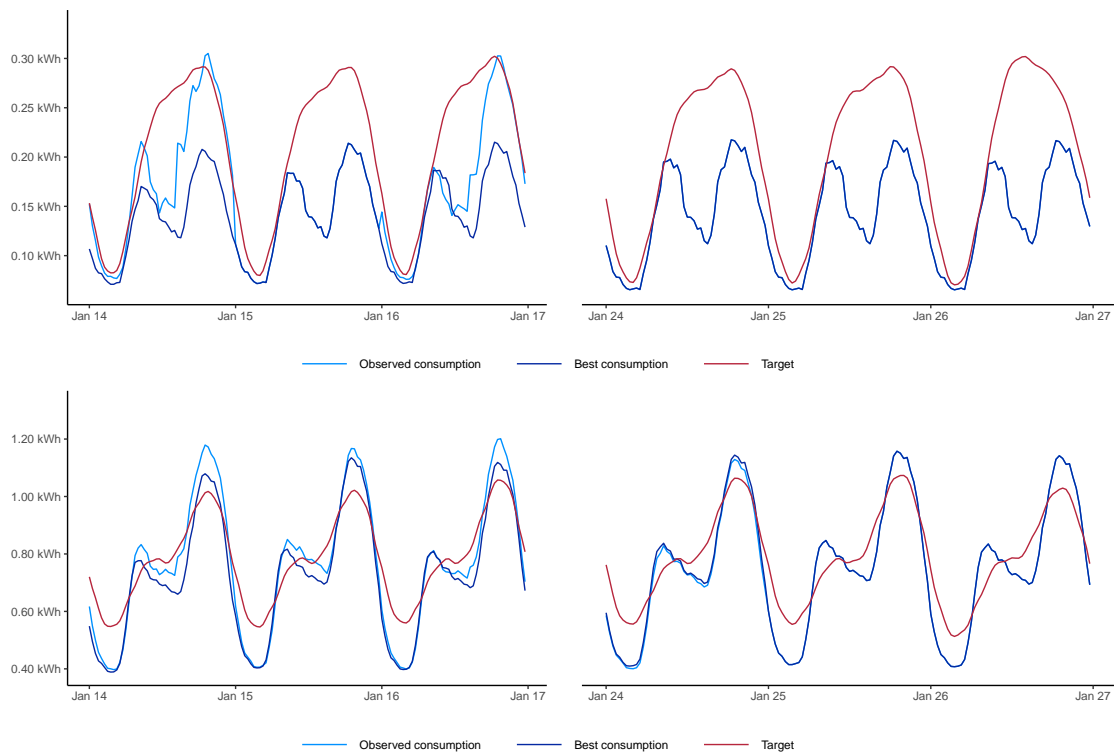 0.30 kWh
0.25 kWh
0.20 kWh
0.15 kWh
0.10 kWh
Jan 14 Jan 15 Jan 16 Jan 17 Jan 24 Jan 25 Jan 26 Jan 27
Observed consumption Best consumption Target
1.20 kWh
1.00 kWh
0.80 kWh
0.60 kWh
0.40 kWh
Jan 14 Jan 15 Jan 16 Jan 17 Jan 24 Jan 25 Jan 26 Jan 27
Observed consumption Best consumption Target